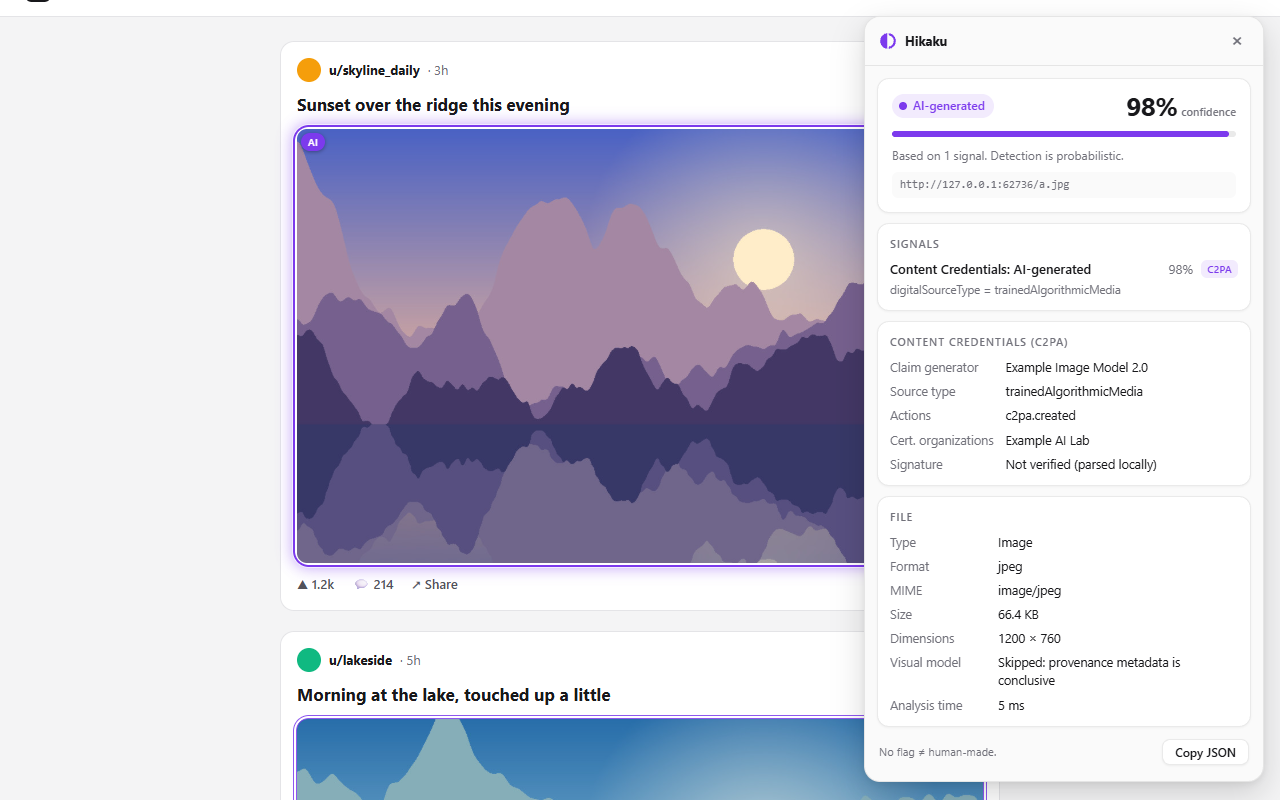 u/skyline_daily · 3h
Sunset over the ridge this evening
AI
▲ 1.2k 💬 214 ↗ Share
u/lakeside · 5h
Morning at the lake, touched up a little
Hikaku ✕
AI-generated 98% confidence
Based on 1 signal. Detection is probabilistic.
http://127.0.0.1:62736/a.jpg
SIGNALS
Content Credentials: AI-generated 98% C2PA
digitalSourceType = trainedAlgorithmicMedia
CONTENT CREDENTIALS (C2PA)
Claim generator Example Image Model 2.0
Source type trainedAlgorithmicMedia
Actions c2pa.created
Cert. organizations Example AI Lab
Signature Not verified (parsed locally)
FILE
Type Image
Format jpeg
MIME image/jpeg
Size 66.4 KB
Dimensions 1200 × 760
Visual model Skipped: provenance metadata is
conclusive
Analysis time 5 ms
No flag ≠ human-made. Copy JSON